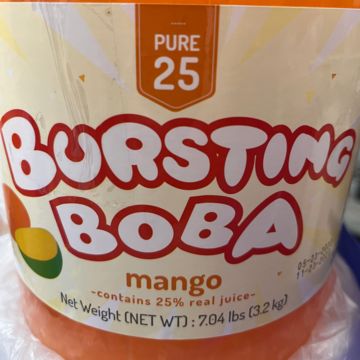 PURE
25
BURSTING
BOBA
mango
-contains 25% real juice-
Net Weight (NET WT) : 7.04 lbs (3.2 kg)